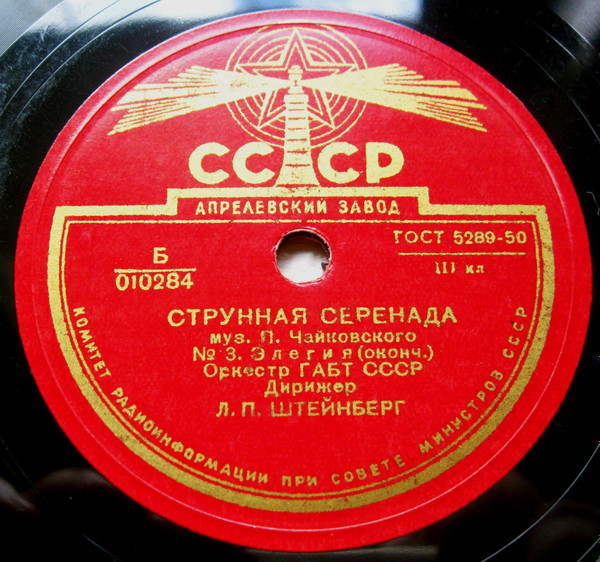 СССР
АПРЕЛЕВСКИЙ ЗАВОД
ГОСТ 5289-50
Б
010284
III кл
СТРУННАЯ СЕРЕНАДА
муз. П. Чайковского
№ 3. Элегия (оконч.)
Оркестр ГАБТ СССР
Дирижер
Л. П. ШТЕЙНБЕРГ
КОМИТЕТ РАДИОИНФОРМАЦИИ ПРИ СОВЕТЕ МИНИСТРОВ СССР